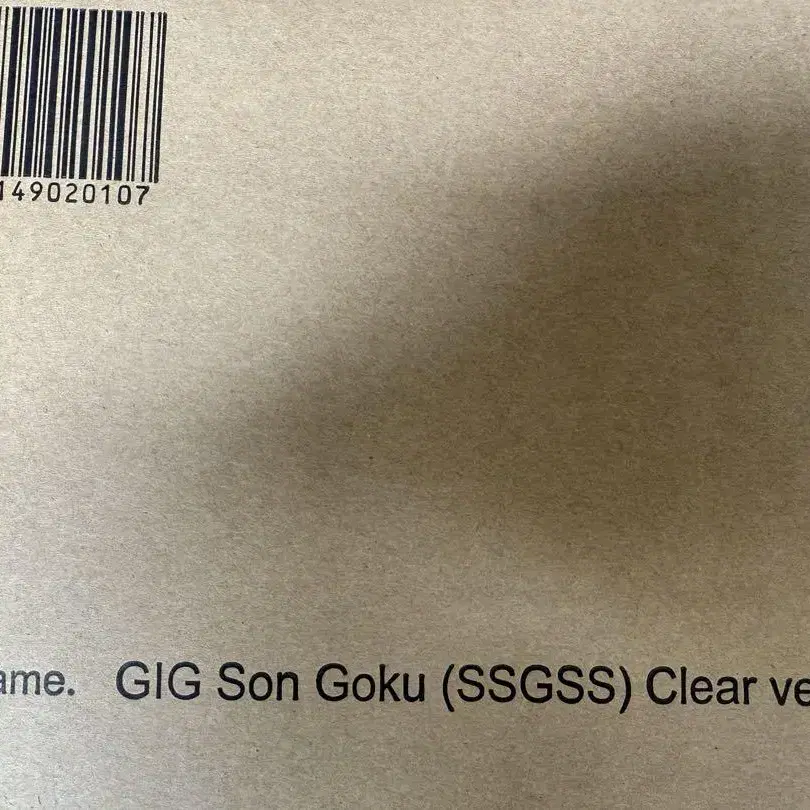 149020107
ame. GIG Son Goku (SSGSS) Clear ve